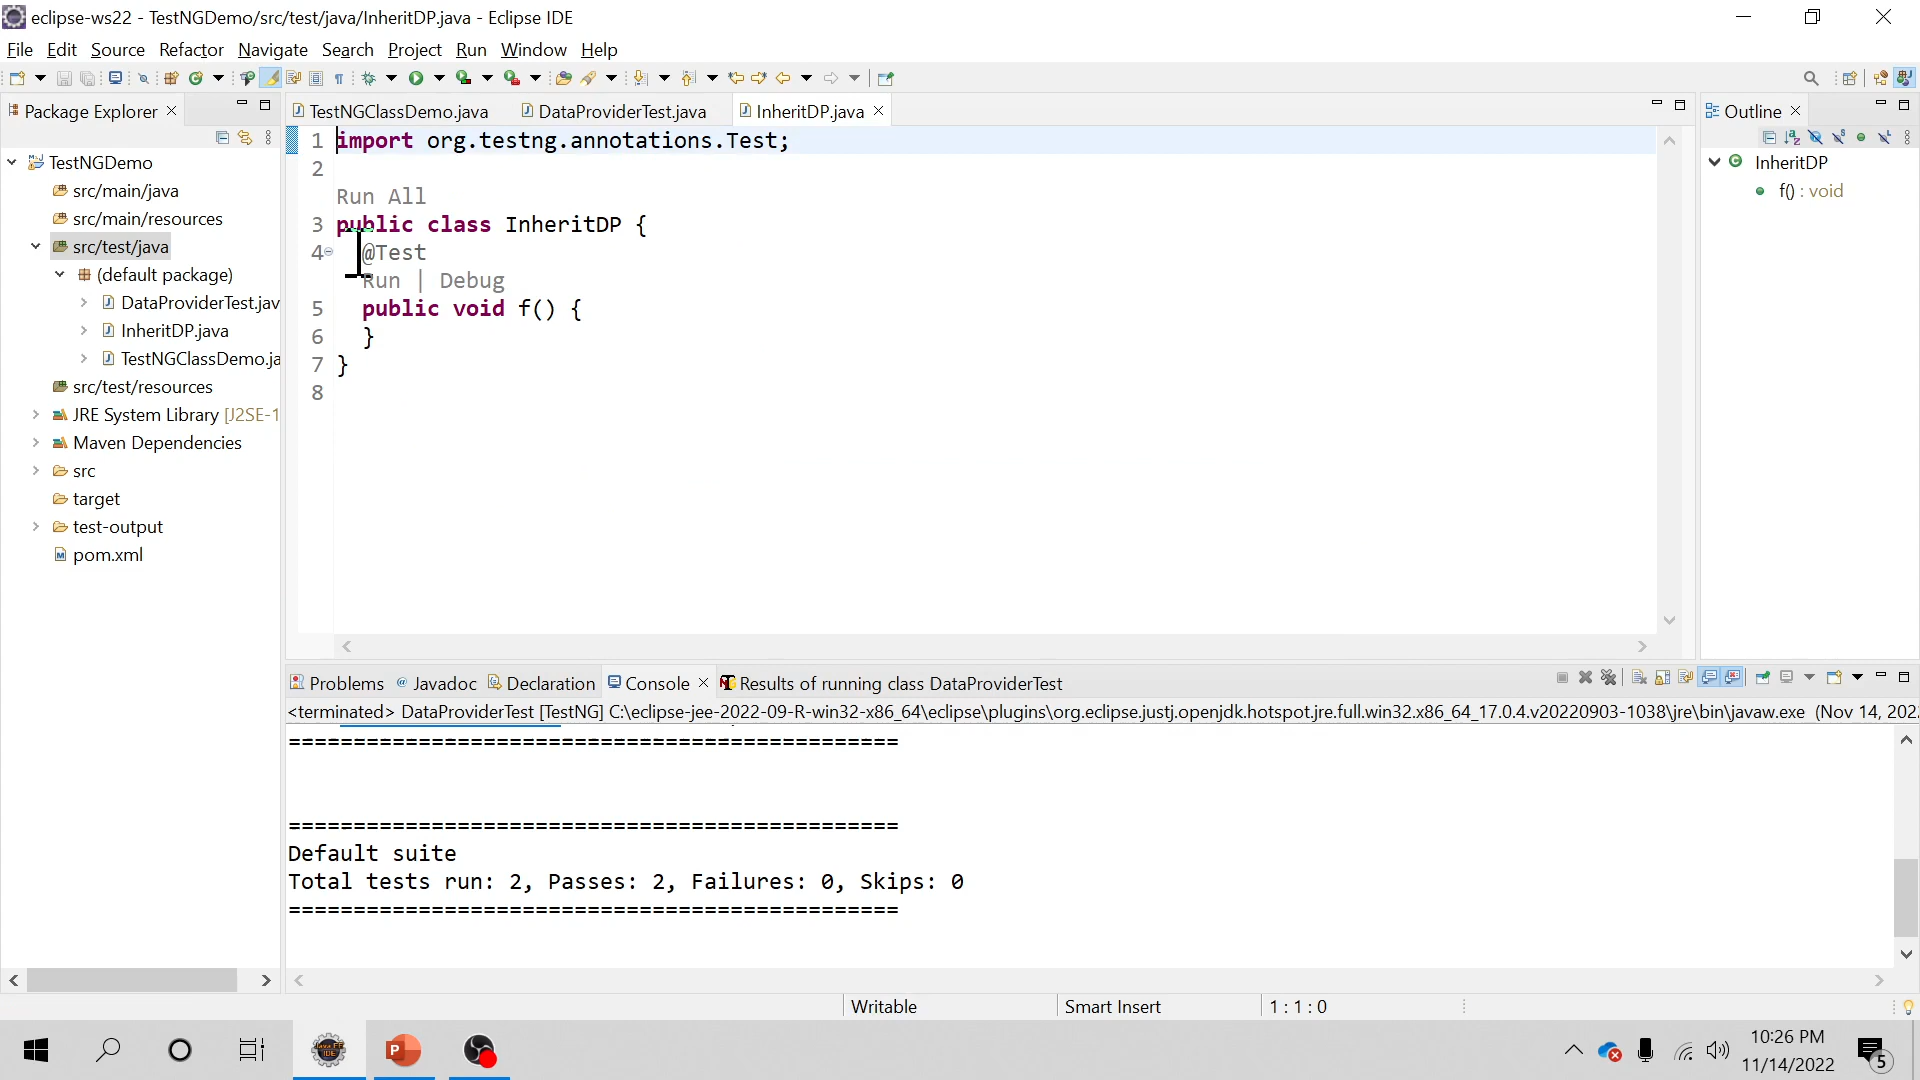 eclipse-ws22 - TestNGDemo/src/test/java/InheritDP.java - Eclipse IDE
File Edit Source Refactor Navigate Search Project Run Window Help
Package Explorer
TestNGClassDemo.java
DataProviderTest.java
InheritDP.java
Outline
TestNGDemo
src/main/java
src/main/resources
src/test/java
(default package)
DataProviderTest.jav
InheritDP.java
TestNGClassDemo.ja
src/test/resources
JRE System Library [J2SE-1
Maven Dependencies
src
target
test-output
pom.xml
1 import org.testng.annotations.Test;
2
Run All
3 public class InheritDP {
4 @Test
Run | Debug
5 public void f() {
6 }
7 }
8
InheritDP
f() : void
Problems Javadoc Declaration Console Results of running class DataProviderTest
<terminated> DataProviderTest [TestNG] C:\eclipse-jee-2022-09-R-win32-x86_64\eclipse\plugins\org.eclipse.justj.openjdk.hotspot.jre.full.win32.x86_64_17.0.4.v20220903-1038\jre\bin\javaw.exe (Nov 14, 202
===============================================
===============================================
Default suite
Total tests run: 2, Passes: 2, Failures: 0, Skips: 0
===============================================
Writable Smart Insert 1 : 1 : 0
10:26 PM
11/14/2022
5